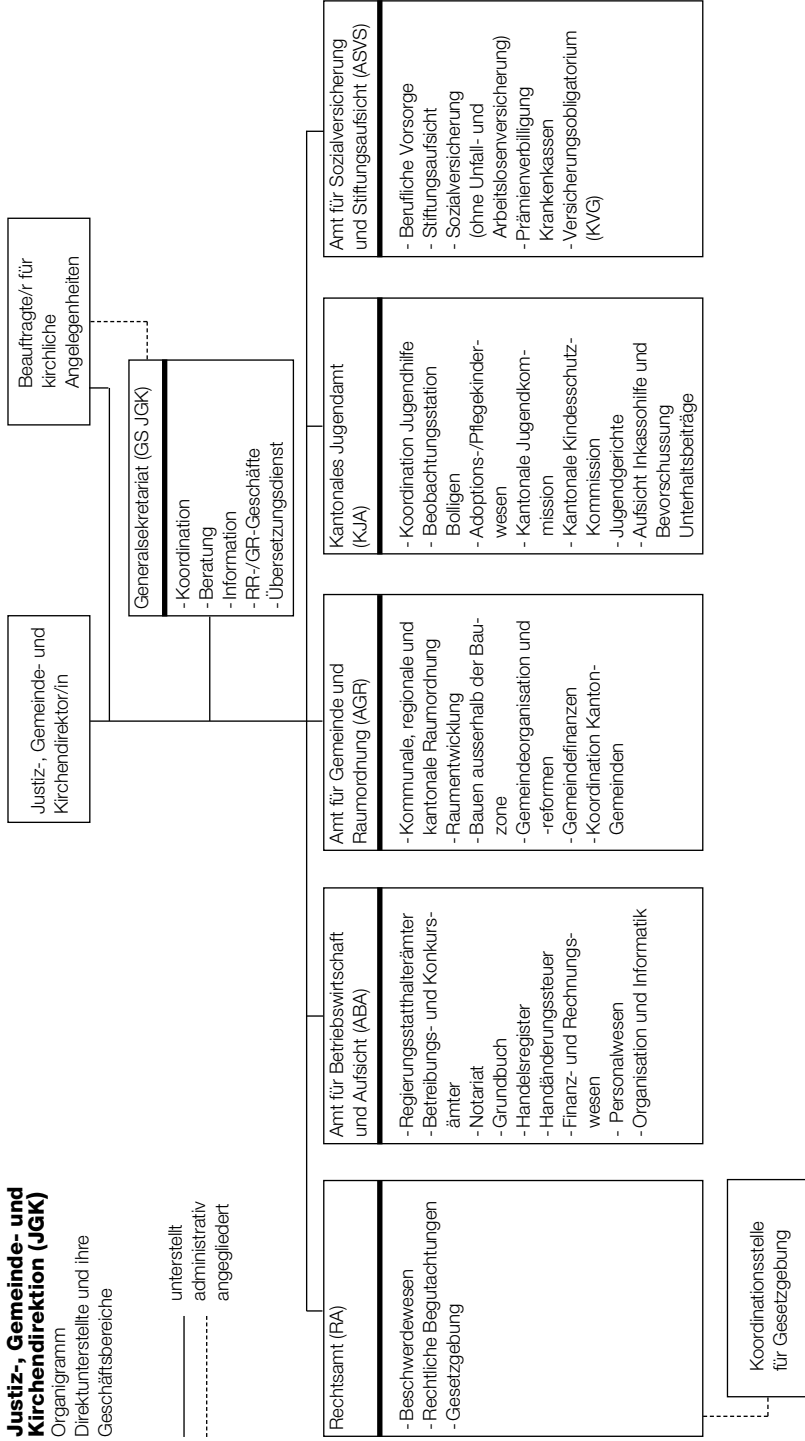 Justiz-, Gemeinde- und
Kirchendirektion (JGK)
Organigramm
Direktunterstellte und ihre
Geschäftsbereiche
unterstellt
administrativ
angegliedert
Justiz-, Gemeinde- und
Kirchendirektor/in
Beauftragte/r für
kirchliche
Angelegenheiten
Generalsekretariat (GS JGK)
- Koordination
- Beratung
- Information
- RR-/GR-Geschäfte
- Übersetzungsdienst
Rechtsamt (RA)
- Beschwerdewesen
- Rechtliche Begutachtungen
- Gesetzgebung
Koordinationsstelle
für Gesetzgebung
Amt für Betriebswirtschaft
und Aufsicht (ABA)
- Regierungsstatthalterämter
- Betreibungs- und Konkurs-
ämter
- Notariat
- Grundbuch
- Handelsregister
- Handänderungssteuer
- Finanz- und Rechnungs-
wesen
- Personalwesen
- Organisation und Informatik
Amt für Gemeinde und
Raumordnung (AGR)
- Kommunale, regionale und
kantonale Raumordnung
- Raumentwicklung
- Bauen ausserhalb der Bau-
zone
- Gemeindeorganisation und
-reformen
- Gemeindefinanzen
- Koordination Kanton-
Gemeinden
Kantonales Jugendamt
(KJA)
- Koordination Jugendhilfe
- Beobachtungsstation
Bolligen
- Adoptions-/Pflegekinder-
wesen
- Kantonale Jugendkom-
mission
- Kantonale Kindesschutz-
Kommission
- Jugendgerichte
- Aufsicht Inkassohilfe und
Bevorschussung
Unterhaltsbeiträge
Amt für Sozialversicherung
und Stiftungsaufsicht (ASVS)
- Berufliche Vorsorge
- Stiftungsaufsicht
- Sozialversicherung
(ohne Unfall- und
Arbeitslosenversicherung)
- Prämienverbilligung
Krankenkassen
- Versicherungsobligatorium
(KVG)